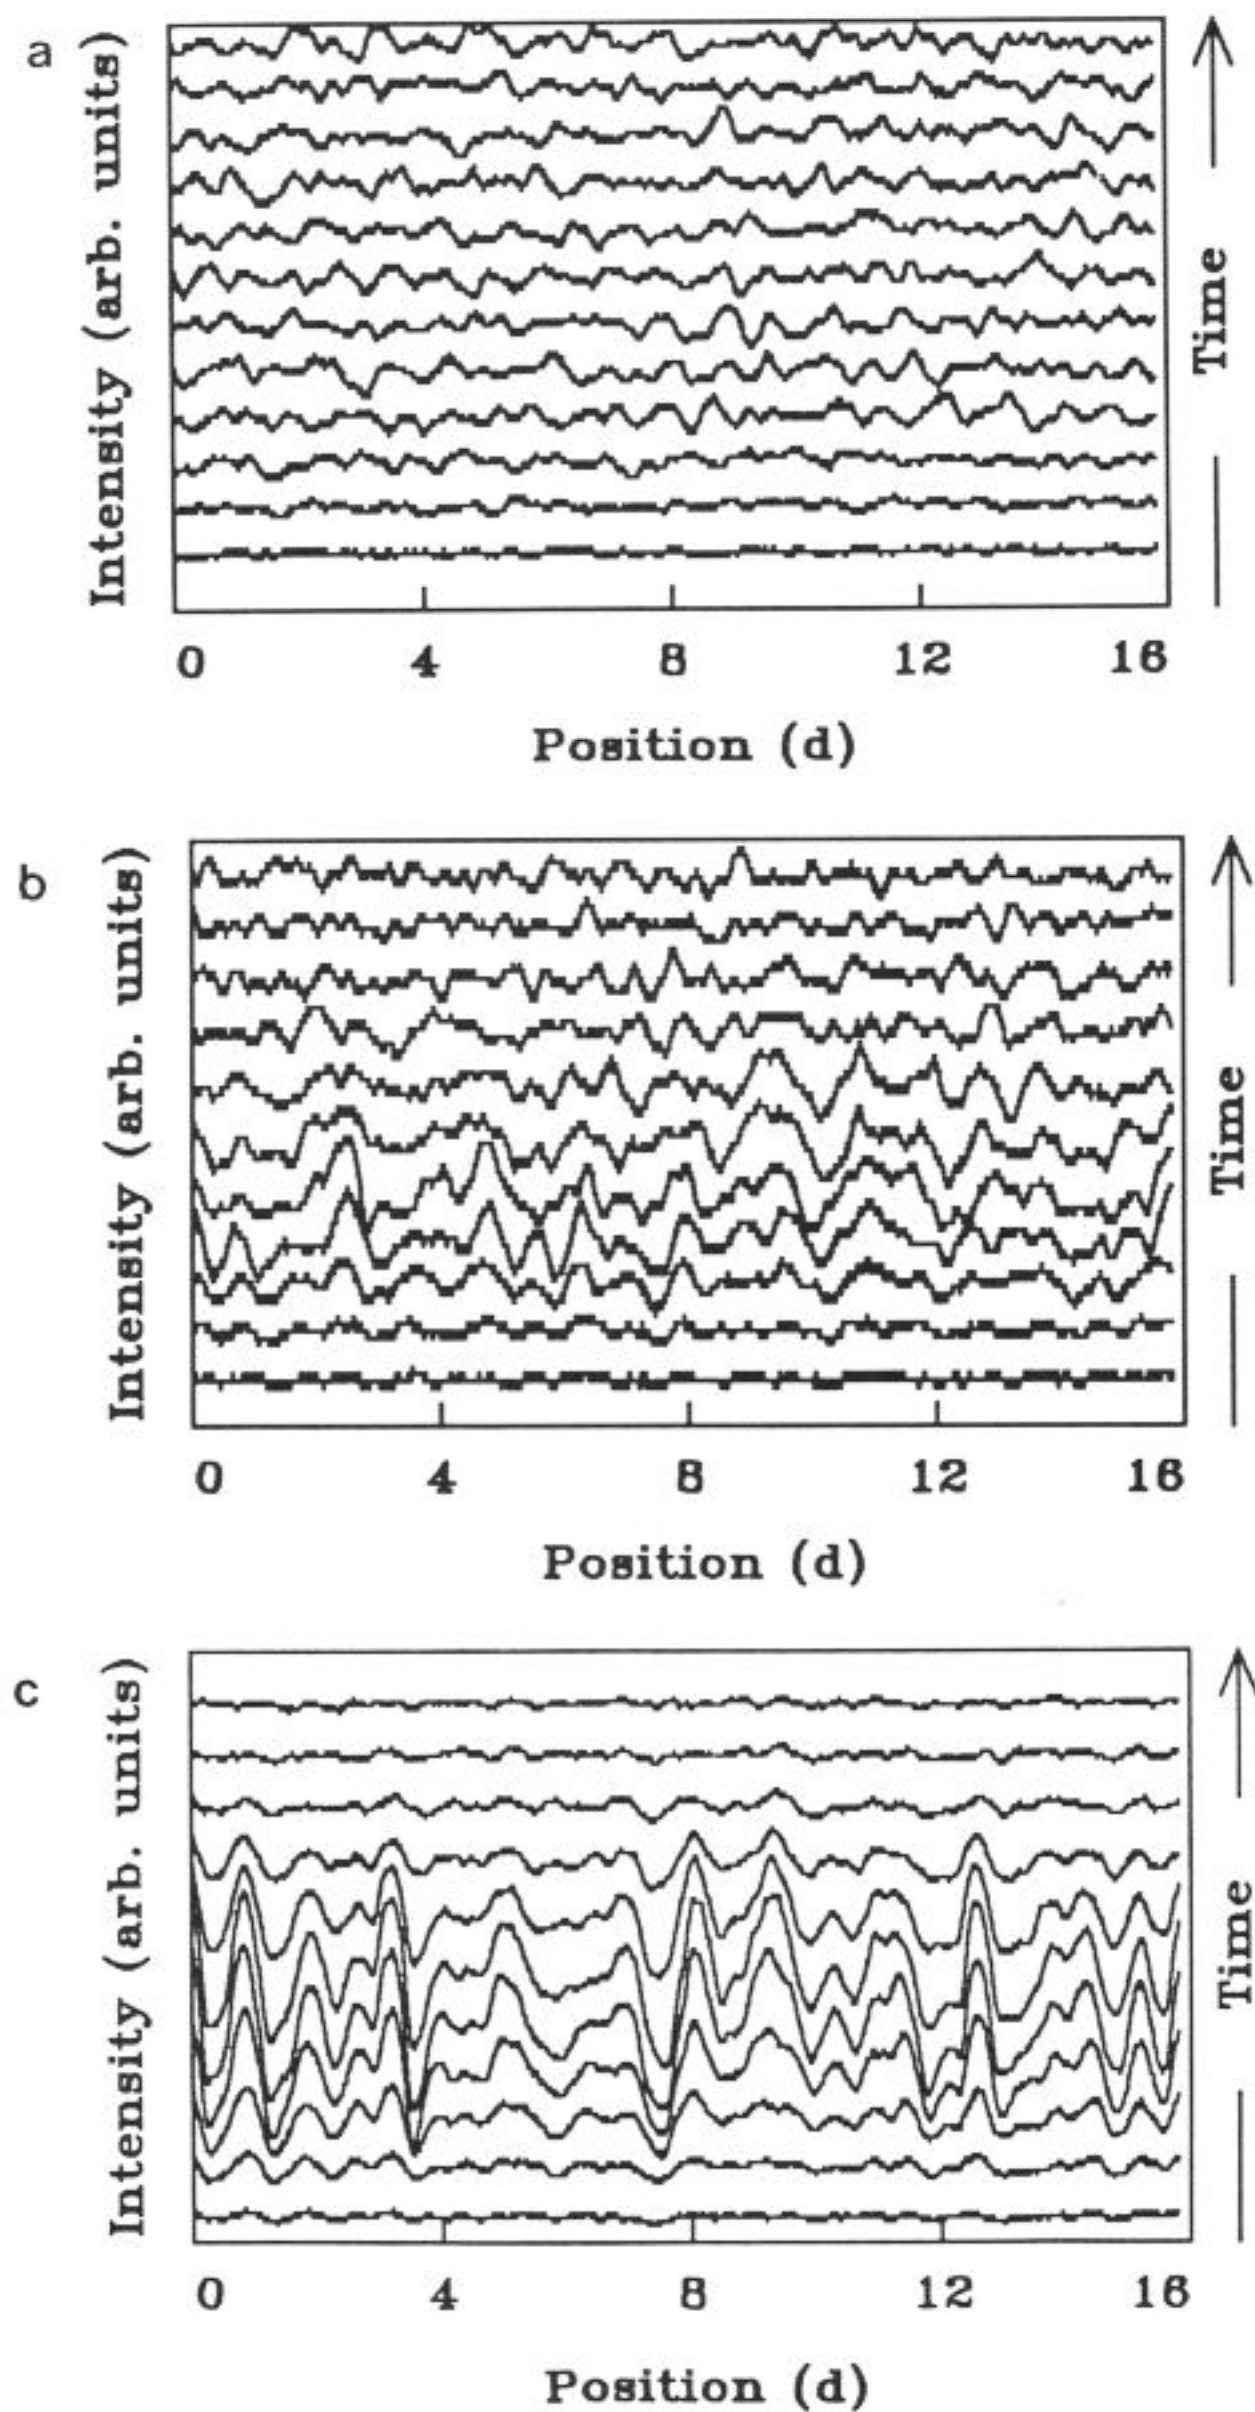 a
Intensity (arb. units)
Time
0 4 8 12 16
Position (d)
b
Intensity (arb. units)
Time
0 4 8 12 16
Position (d)
c
Intensity (arb. units)
Time
0 4 8 12 16
Position (d)